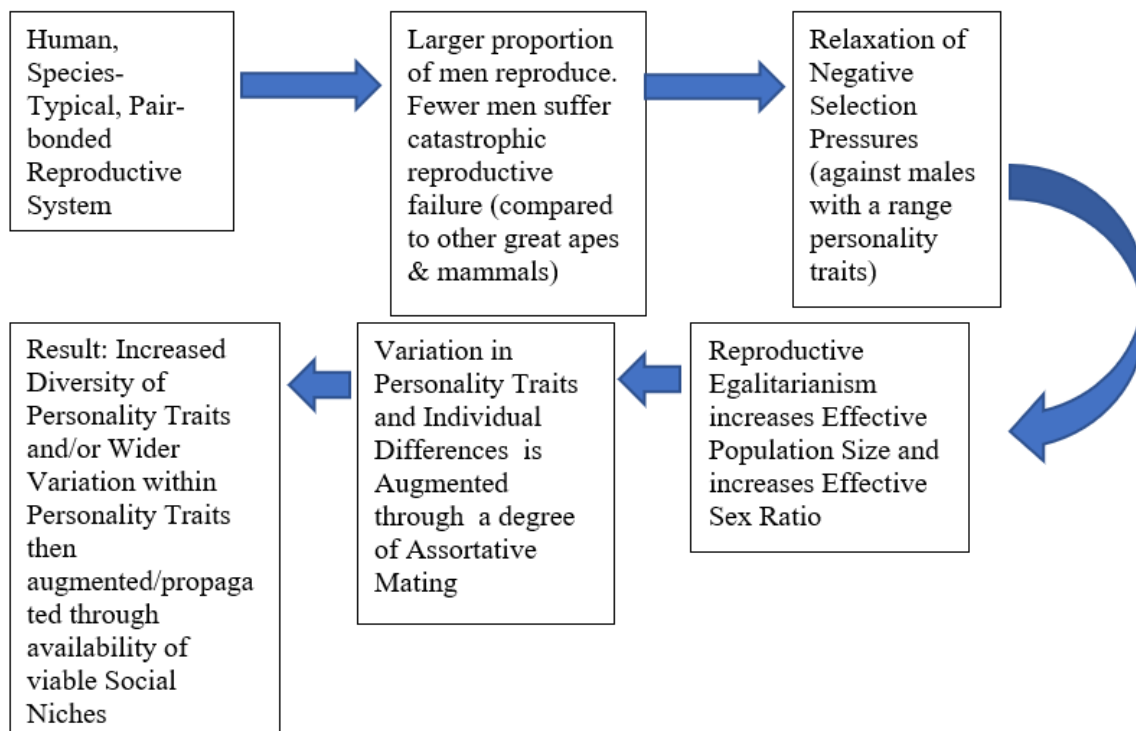 Human,
Species-
Typical, Pair-
bonded
Reproductive
System
Larger proportion
of men reproduce.
Fewer men suffer
catastrophic
reproductive
failure (compared
to other great apes
& mammals)
Relaxation of
Negative
Selection
Pressures
(against males
with a range
personality
traits)
Reproductive
Egalitarianism
increases Effective
Population Size and
increases Effective
Sex Ratio
Variation in
Personality Traits
and Individual
Differences is
Augmented
through a degree
of Assortative
Mating
Result: Increased
Diversity of
Personality Traits
and/or Wider
Variation within
Personality Traits
then
augmented/propaga
ted through
availability of
viable Social
Niches